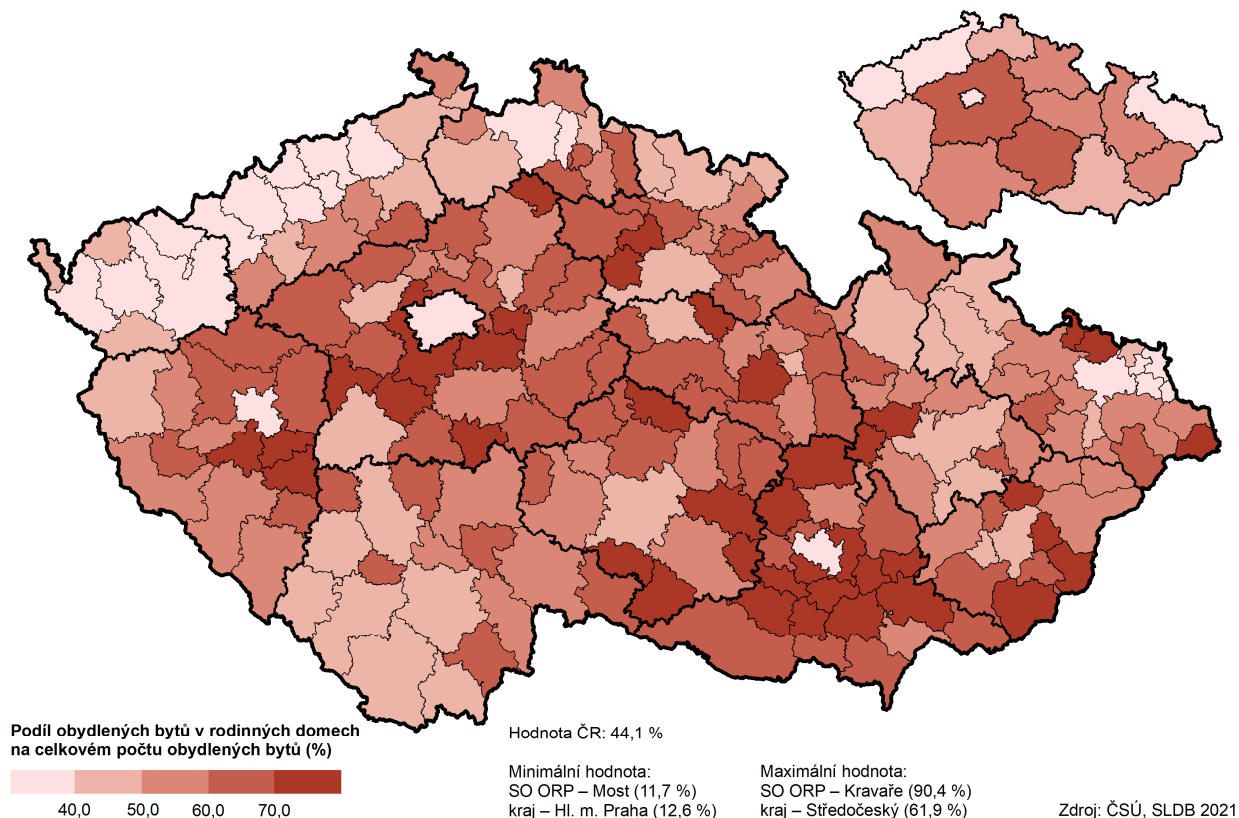 Podíl obydlených bytů v rodinných domech
na celkovém počtu obydlených bytů (%)
40,0 50,0 60,0 70,0
Hodnota ČR: 44,1 %
Minimální hodnota:
SO ORP – Most (11,7 %)
kraj – Hl. m. Praha (12,6 %)
Maximální hodnota:
SO ORP – Kravaře (90,4 %)
kraj – Středočeský (61,9 %)
Zdroj: ČSÚ, SLDB 2021